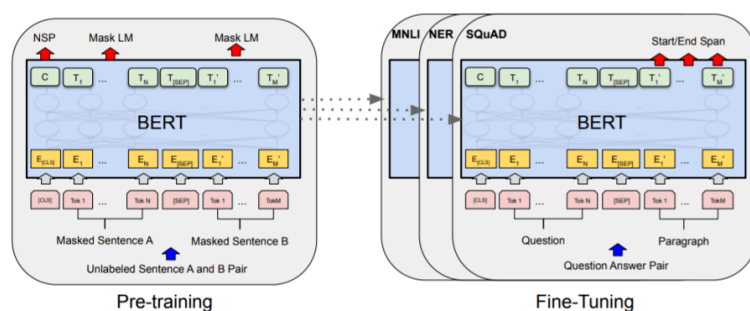 NSP Mask LM Mask LM
C T1 ... TN T[SEP] T1' ... TM'
BERT
E[CLS] E1 ... EN E[SEP] E1' ... EM'
[CLS] Tok 1 ... Tok N [SEP] Tok 1 ... TokM
Masked Sentence A Masked Sentence B
Unlabeled Sentence A and B Pair
Pre-training
MNLI NER SQuAD
Start/End Span
C T1 ... TN T[SEP] T1' ... TM'
BERT
E[CLS] E1 ... EN E[SEP] E1' ... EM'
[CLS] Tok 1 ... Tok N [SEP] Tok 1 ... TokM
Question Paragraph
Question Answer Pair
Fine-Tuning